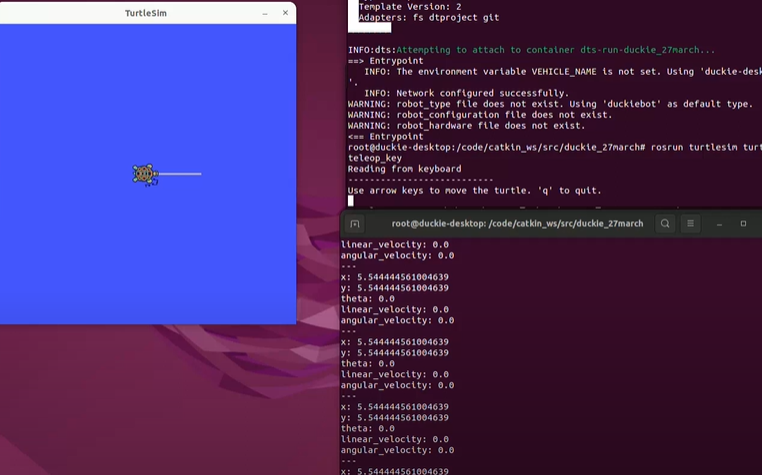 TurtleSim
Template Version: 2
Adapters: fs dtproject git
INFO:dts:Attempting to attach to container dts-run-duckie_27march...
==> Entrypoint
INFO: The environment variable VEHICLE_NAME is not set. Using 'duckie-desk
'.
INFO: Network configured successfully.
WARNING: robot_type file does not exist. Using 'duckiebot' as default type.
WARNING: robot_configuration file does not exist.
WARNING: robot_hardware file does not exist.
<== Entrypoint
root@duckie-desktop:/code/catkin_ws/src/duckie_27march# rosrun turtlesim turt
teleop_key
Reading from keyboard
---------------------------
Use arrow keys to move the turtle. 'q' to quit.
root@duckie-desktop: /code/catkin_ws/src/duckie_27march
linear_velocity: 0.0
angular_velocity: 0.0
---
x: 5.544444561004639
y: 5.544444561004639
theta: 0.0
linear_velocity: 0.0
angular_velocity: 0.0
---
x: 5.544444561004639
y: 5.544444561004639
theta: 0.0
linear_velocity: 0.0
angular_velocity: 0.0
---
x: 5.544444561004639
y: 5.544444561004639
theta: 0.0
linear_velocity: 0.0
angular_velocity: 0.0
---
x: 5.544444561004639